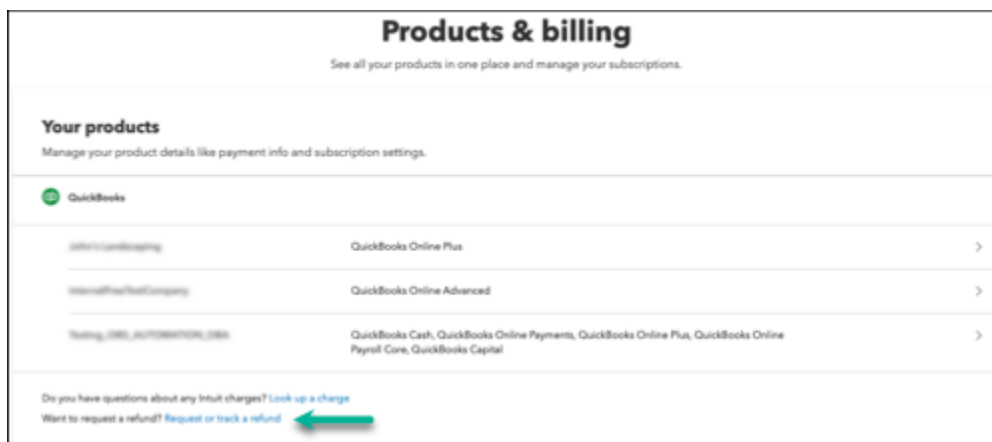 Products & billing
See all your products in one place and manage your subscriptions.
Your products
Manage your product details like payment info and subscription settings.
QuickBooks
John's Landscaping
QuickBooks Online Plus
QuickBooks Online Advanced
QuickBooks Cash, QuickBooks Online Payments, QuickBooks Online Plus, QuickBooks Online
Payroll Core, QuickBooks Capital
Do you have questions about any Intuit charges? Look up a charge
Want to request a refund? Request or track a refund